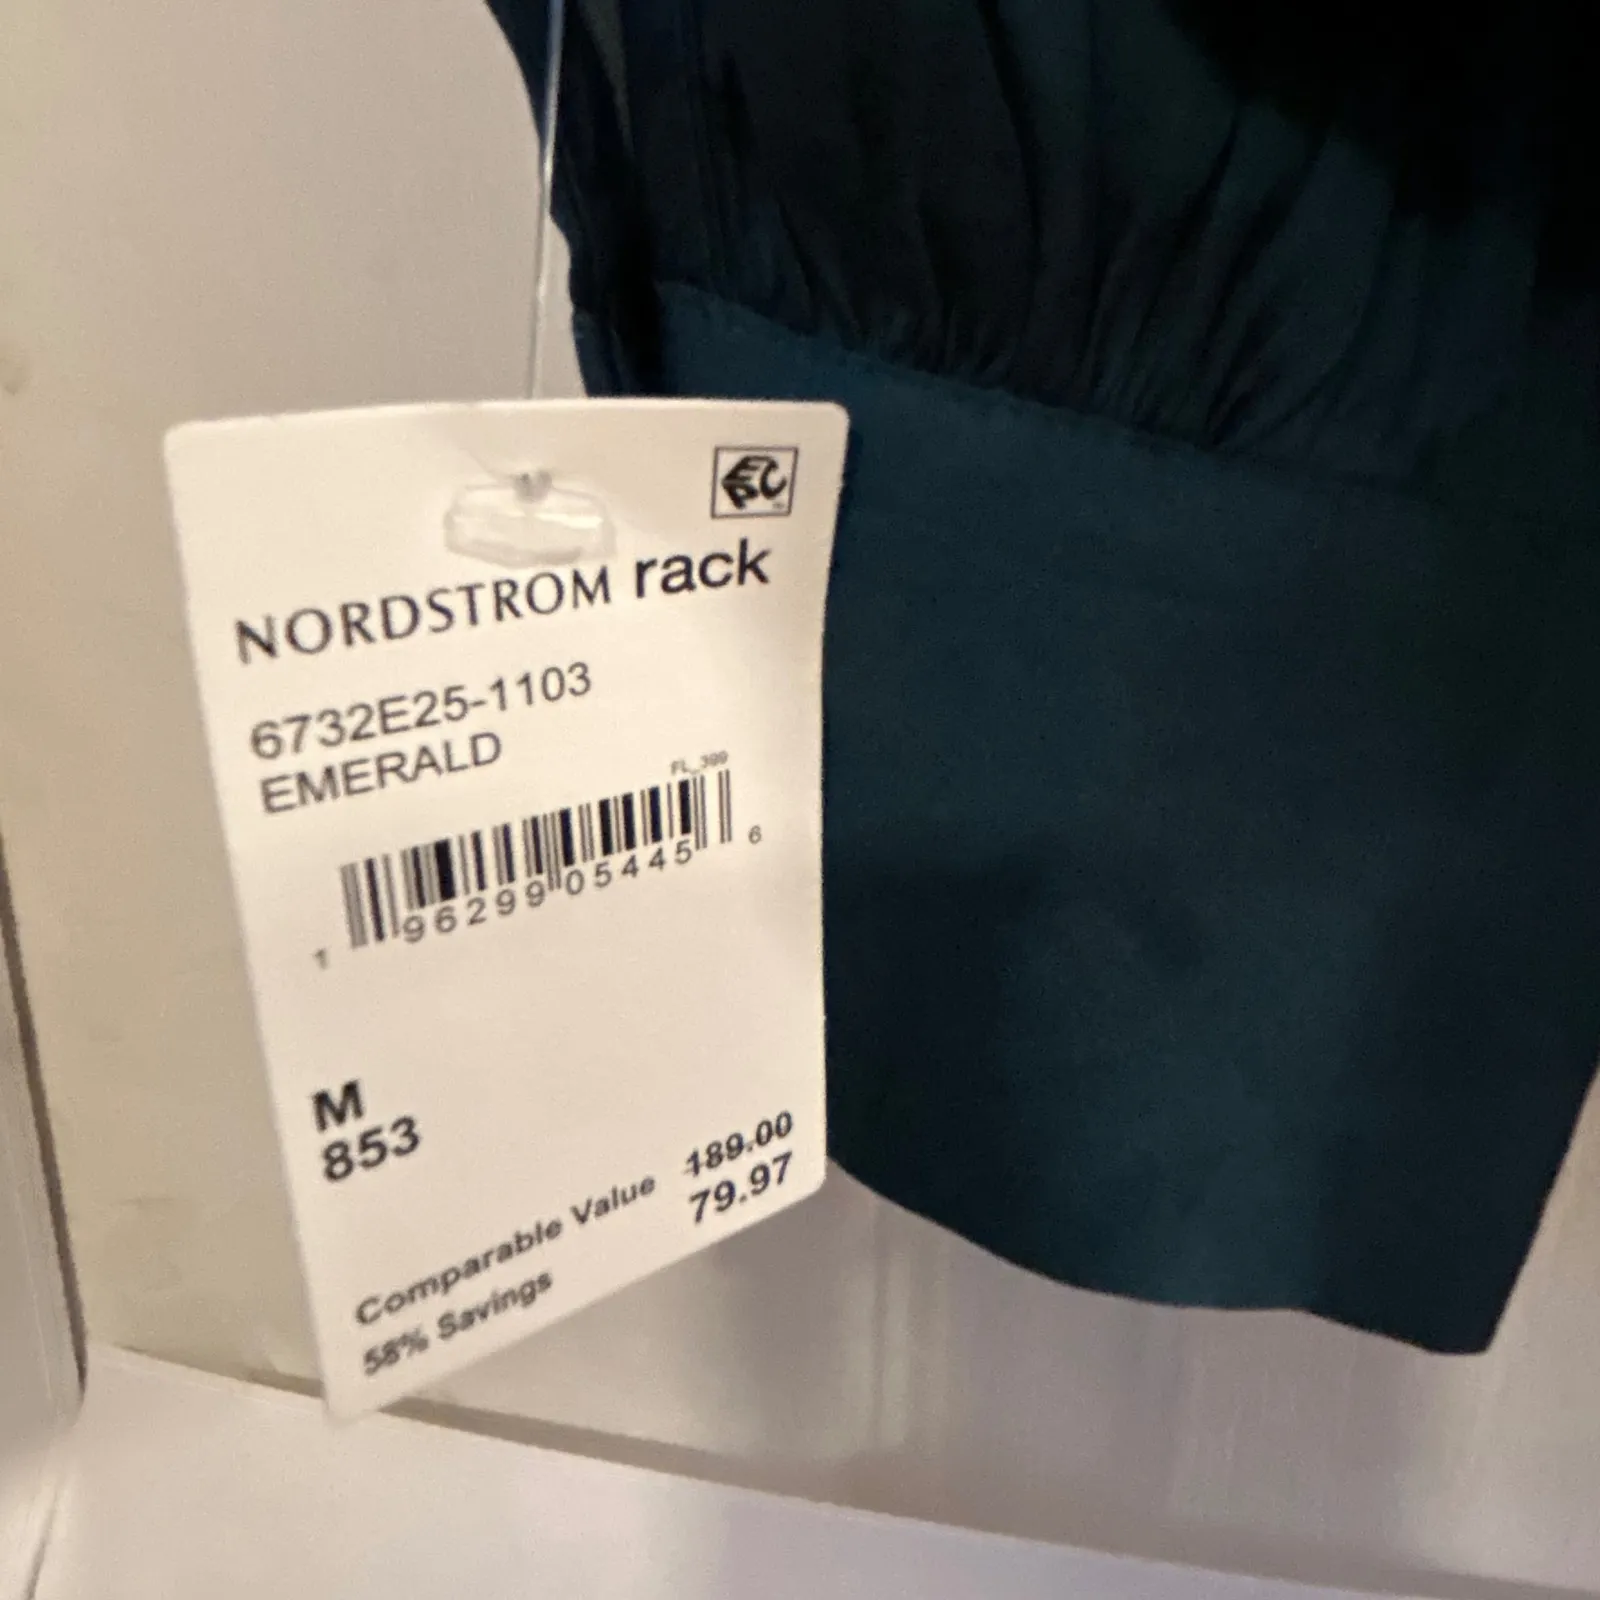 EPC
NORDSTROM rack
6732E25-1103
EMERALD
FL_399
1 96299 05445 6
M
853
Comparable Value 189.00
79.97
58% Savings